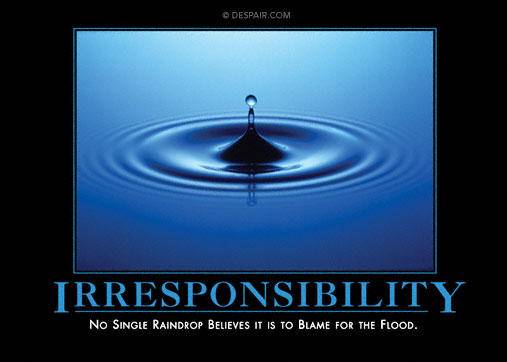 © DESPAIR.COM
IRRESPONSIBILITY
NO SINGLE RAINDROP BELIEVES IT IS TO BLAME FOR THE FLOOD.